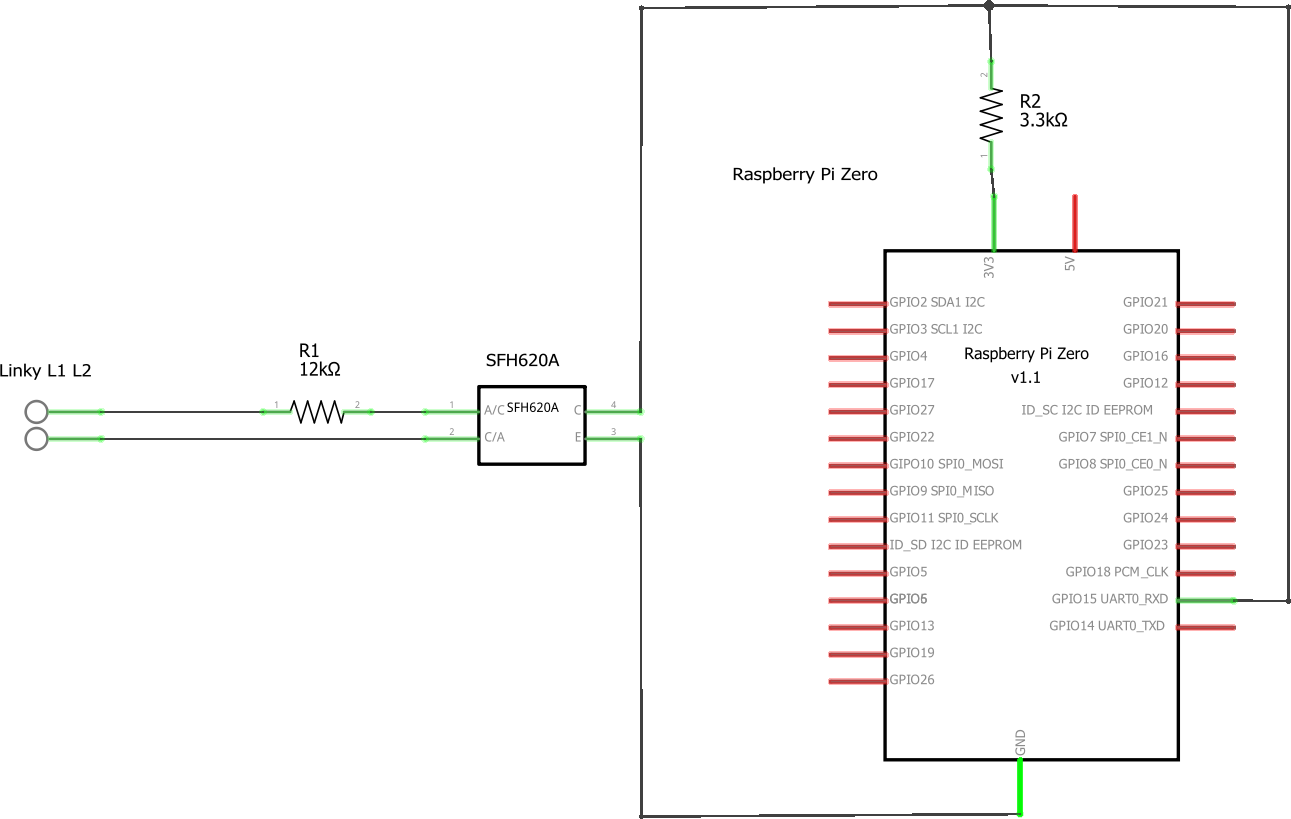 2
R2
3.3kΩ
1
Raspberry Pi Zero
3V3
5V
GPIO2 SDA1 I2C
GPIO21
GPIO3 SCL1 I2C
GPIO20
GPIO4
Raspberry Pi Zero
v1.1
GPIO16
GPIO17
GPIO12
GPIO27
ID_SC I2C ID EEPROM
GPIO22
GPIO7 SPI0_CE1_N
GIPO10 SPI0_MOSI
GPIO8 SPI0_CE0_N
GPIO9 SPI0_MISO
GPIO25
GPIO11 SPI0_SCLK
GPIO24
ID_SD I2C ID EEPROM
GPIO23
GPIO5
GPIO18 PCM_CLK
GPIO6
GPIO15 UART0_RXD
GPIO13
GPIO14 UART0_TXD
GPIO19
GPIO26
GND
Linky L1 L2
R1
12kΩ
1
2
SFH620A
1
A/C
SFH620A
C
4
2
C/A
E
3